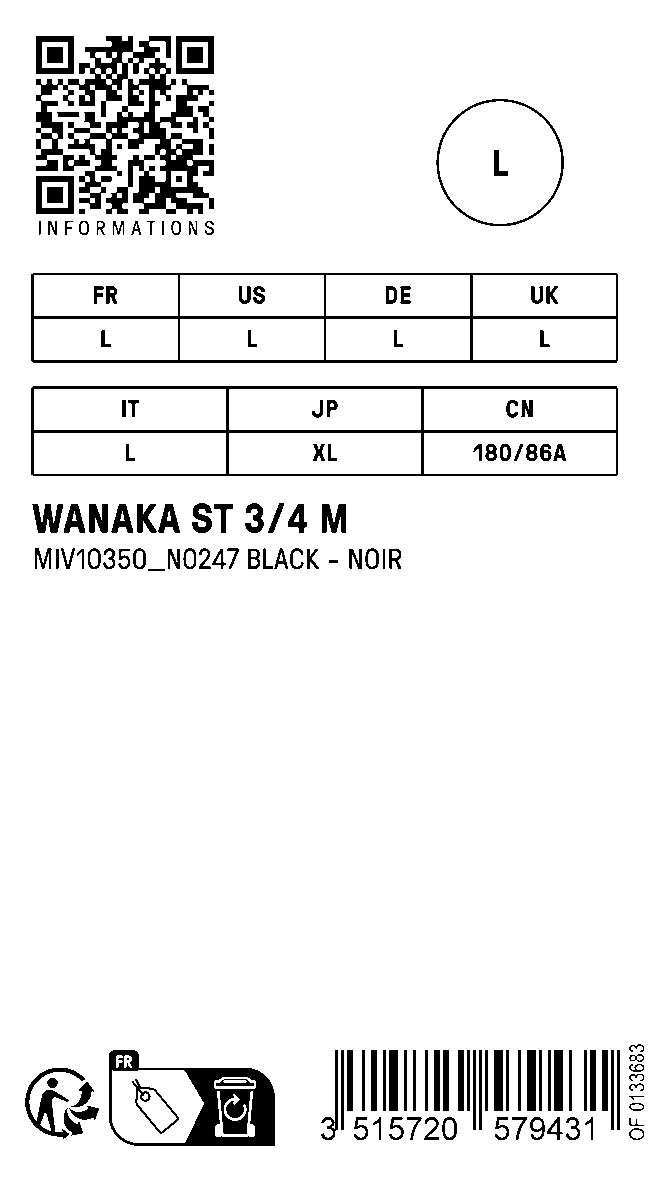 INFORMATIONS
L
FR US DE UK
L L L L
IT JP CN
L XL 180/86A
WANAKA ST 3/4 M
MIV10350_N0247 BLACK - NOIR
FR
3 515720 579431
OF 0133683